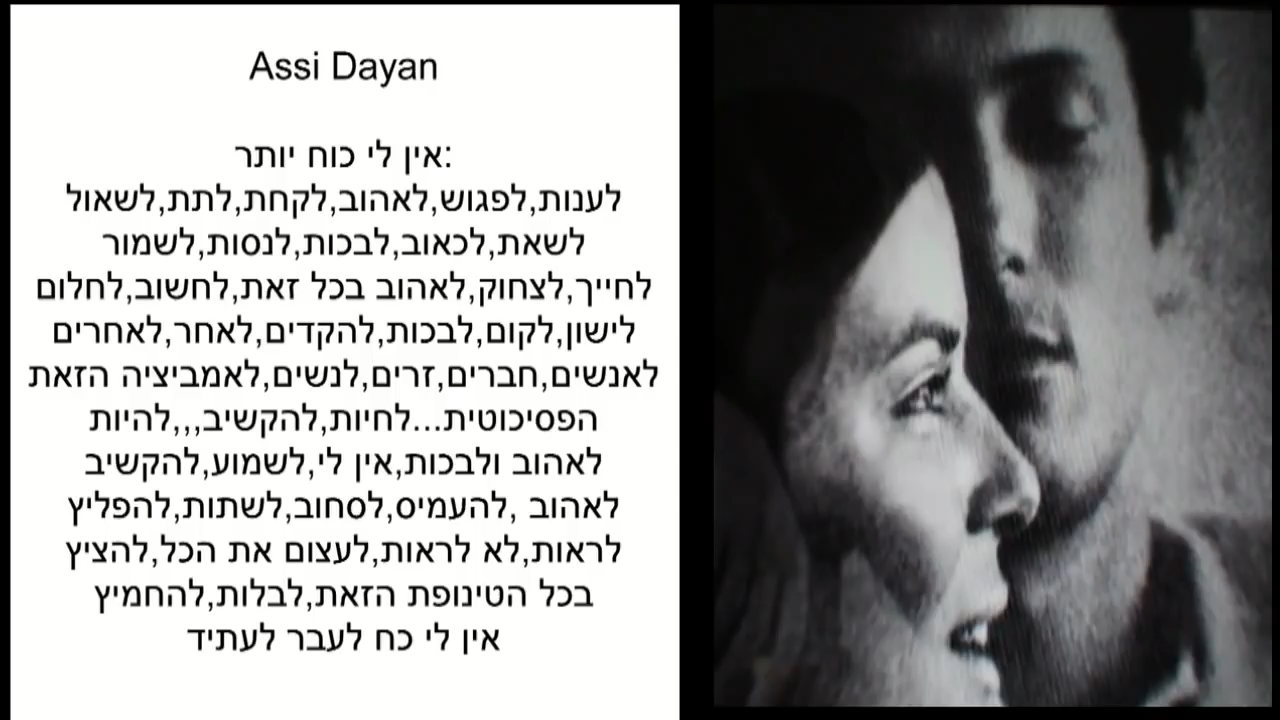 Assi Dayan
אין לי כוח יותר:
לענות,לפגוש,לאהוב,לקחת,לתת,לשאול
לשאת,לכאוב,לבכות,לנסות,לשמור
לחייך,לצחוק,לאהוב בכל זאת,לחשוב,לחלום
לישון,לקום,לבכות,להקדים,לאחר,לאחרים
לאנשים,חברים,זרים,לנשים,לאמביציה הזאת
הפסיכוטית...לחיות,להקשיב,,,להיות
לאהוב ולבכות,אין לי,לשמוע,להקשיב
לאהוב ,להעמיס,לסחוב,לשתות,להפליץ
לראות,לא לראות,לעצום את הכל,להציץ
בכל הטינופת הזאת,לבלות,להחמיץ
אין לי כח לעבר לעתיד